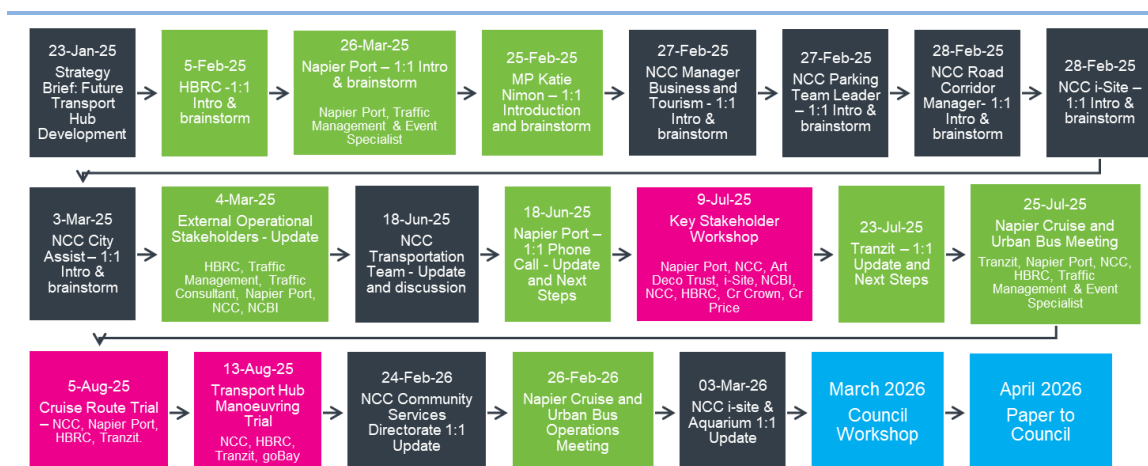 23-Jan-25
Strategy
Brief: Future
Transport
Hub
Development
5-Feb-25
HBRC -1:1
Intro &
brainstorm
26-Mar-25
Napier Port – 1:1 Intro
& brainstorm
Napier Port, Traffic
Management & Event
Specialist
25-Feb-25
MP Katie
Nimon – 1:1
Introduction
and brainstorm
27-Feb-25
NCC Manager
Business and
Tourism - 1:1
Intro &
brainstorm
27-Feb-25
NCC Parking
Team Leader
– 1:1 Intro &
brainstorm
28-Feb-25
NCC Road
Corridor
Manager- 1:1
Intro &
brainstorm
28-Feb-25
NCC i-Site –
1:1 Intro &
brainstorm
3-Mar-25
NCC City
Assist – 1:1
Intro &
brainstorm
4-Mar-25
External Operational
Stakeholders - Update
HBRC, Traffic
Management, Traffic
Consultant, Napier Port,
NCC, NCBI
18-Jun-25
NCC
Transportation
Team - Update
and discussion
18-Jun-25
Napier Port –
1:1 Phone
Call - Update
and Next
Steps
9-Jul-25
Key Stakeholder
Workshop
Napier Port, NCC, Art
Deco Trust, i-Site, NCBI,
NCC, HBRC, Cr Crown, Cr
Price
23-Jul-25
Tranzit – 1:1
Update and
Next Steps
25-Jul-25
Napier Cruise and
Urban Bus Meeting
Tranzit, Napier Port, NCC,
HBRC, Traffic
Management & Event
Specialist
5-Aug-25
Cruise Route Trial
– NCC, Napier Port,
HBRC, Tranzit.
13-Aug-25
Transport Hub
Manoeuvring
Trial
NCC, HBRC,
Tranzit, goBay
24-Feb-26
NCC Community
Services
Directorate 1:1
Update
26-Feb-26
Napier Cruise and
Urban Bus
Operations
Meeting
03-Mar-26
NCC i-site &
Aquarium 1:1
Update
March 2026
Council
Workshop
April 2026
Paper to
Council